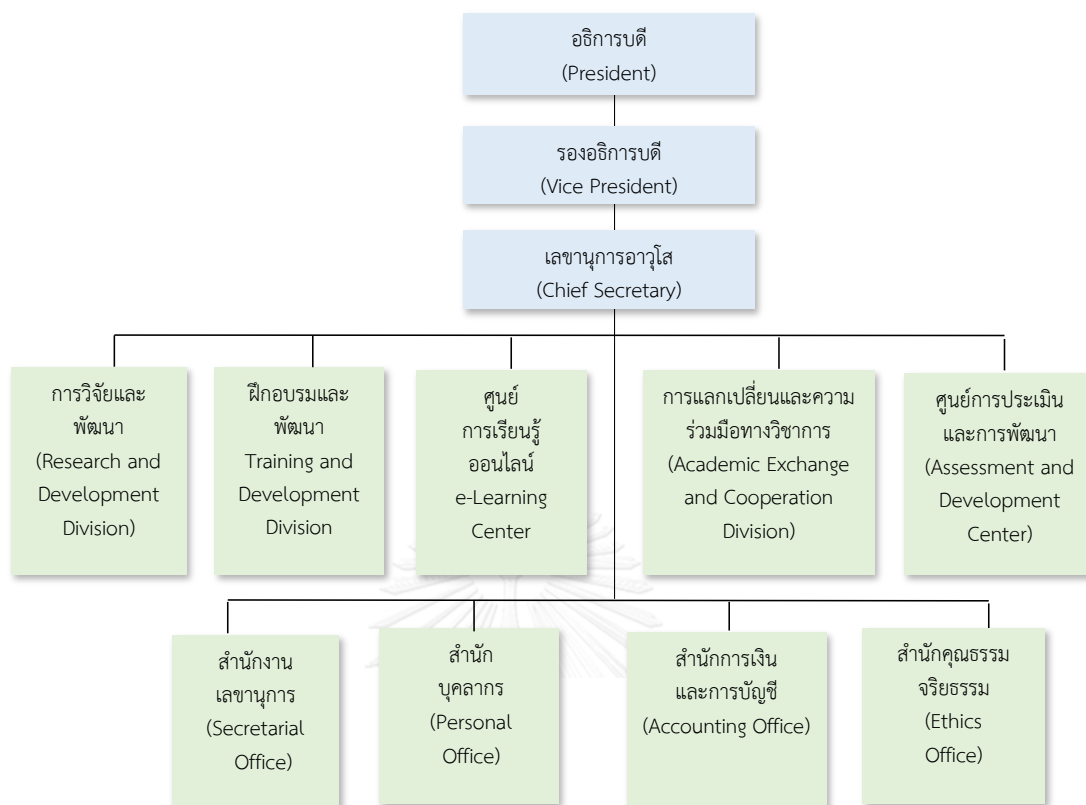 อธิการบดี
(President)
รองอธิการบดี
(Vice President)
เลขานุการอาวุโส
(Chief Secretary)
การวิจัยและ
พัฒนา
(Research and
Development
Division)
ฝึกอบรมและ
พัฒนา
Training and
Development
Division
ศูนย์
การเรียนรู้
ออนไลน์
e-Learning
Center
การแลกเปลี่ยนและความ
ร่วมมือทางวิชาการ
(Academic Exchange
and Cooperation
Division)
ศูนย์การประเมิน
และการพัฒนา
(Assessment and
Development
Center)
สำนักงาน
เลขานุการ
(Secretarial
Office)
สำนัก
บุคลากร
(Personal
Office)
สำนักการเงิน
และการบัญชี
(Accounting Office)
สำนักคุณธรรม
จริยธรรม
(Ethics
Office)